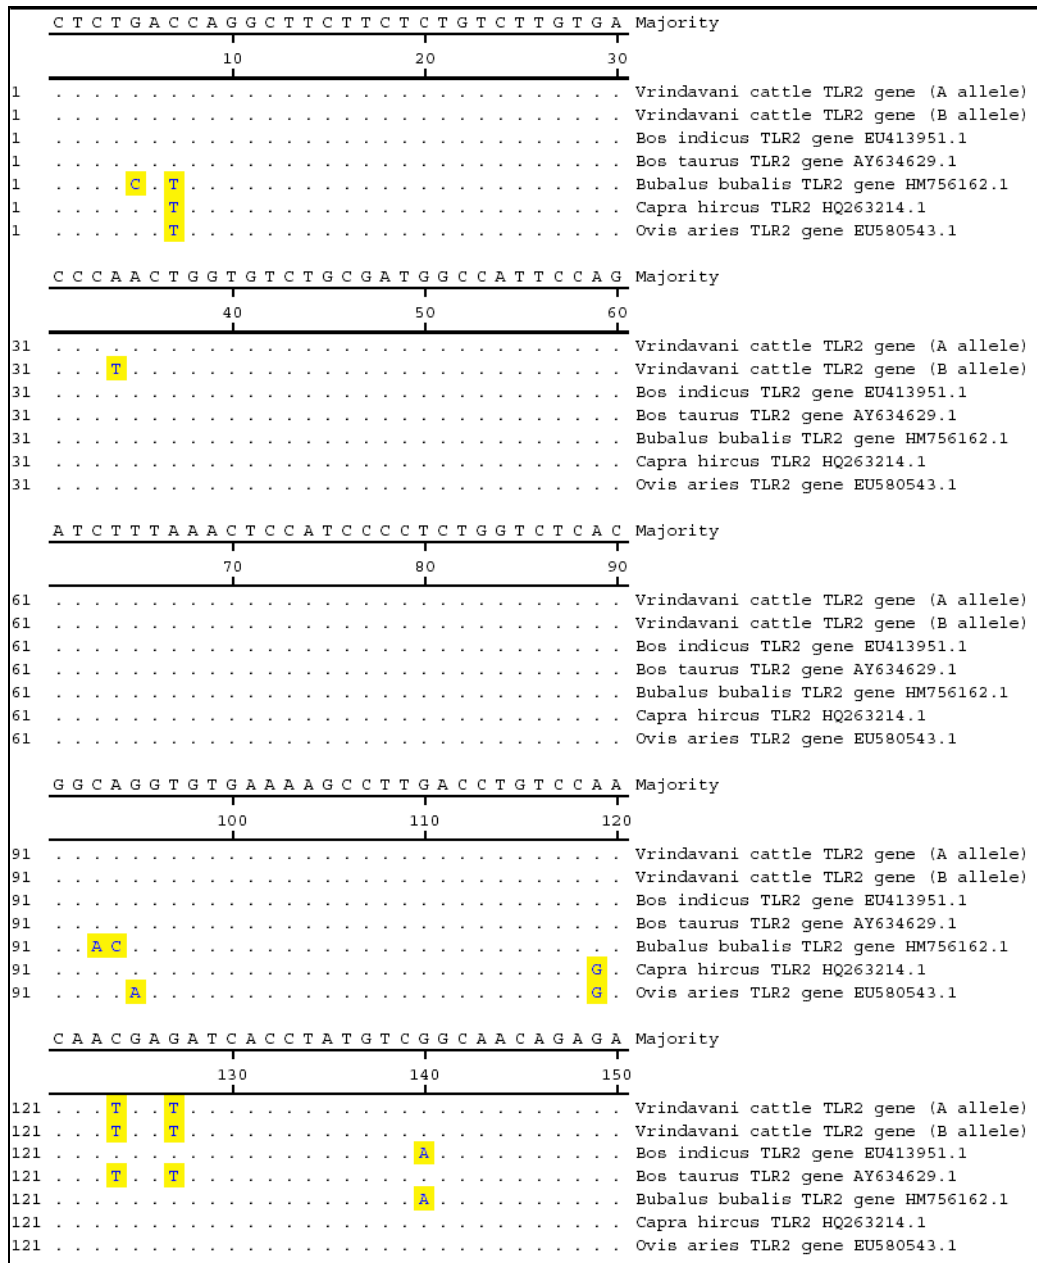 C T C T G A C C A G G C T T C T T C T C T G T C T T G T G A Majority
10 20 30
1 . . . . . . . . . . . . . . . . . . . . . . . . . . . . . . Vrindavani cattle TLR2 gene (A allele)
1 . . . . . . . . . . . . . . . . . . . . . . . . . . . . . . Vrindavani cattle TLR2 gene (B allele)
1 . . . . . . . . . . . . . . . . . . . . . . . . . . . . . . Bos indicus TLR2 gene EU413951.1
1 . . . . . . . . . . . . . . . . . . . . . . . . . . . . . . Bos taurus TLR2 gene AY634629.1
1 . . . . C . T . . . . . . . . . . . . . . . . . . . . . . . Bubalus bubalis TLR2 gene HM756162.1
1 . . . . . . T . . . . . . . . . . . . . . . . . . . . . . . Capra hircus TLR2 HQ263214.1
1 . . . . . . T . . . . . . . . . . . . . . . . . . . . . . . Ovis aries TLR2 gene EU580543.1
C C C A A C T G G T G T C T G C G A T G G C C A T T C C A G Majority
40 50 60
31 . . . . . . . . . . . . . . . . . . . . . . . . . . . . . . Vrindavani cattle TLR2 gene (A allele)
31 . . . T . . . . . . . . . . . . . . . . . . . . . . . . . . Vrindavani cattle TLR2 gene (B allele)
31 . . . . . . . . . . . . . . . . . . . . . . . . . . . . . . Bos indicus TLR2 gene EU413951.1
31 . . . . . . . . . . . . . . . . . . . . . . . . . . . . . . Bos taurus TLR2 gene AY634629.1
31 . . . . . . . . . . . . . . . . . . . . . . . . . . . . . . Bubalus bubalis TLR2 gene HM756162.1
31 . . . . . . . . . . . . . . . . . . . . . . . . . . . . . . Capra hircus TLR2 HQ263214.1
31 . . . . . . . . . . . . . . . . . . . . . . . . . . . . . . Ovis aries TLR2 gene EU580543.1
A T C T T T A A A C T C C A T C C C C T C T G G T C T C A C Majority
70 80 90
61 . . . . . . . . . . . . . . . . . . . . . . . . . . . . . . Vrindavani cattle TLR2 gene (A allele)
61 . . . . . . . . . . . . . . . . . . . . . . . . . . . . . . Vrindavani cattle TLR2 gene (B allele)
61 . . . . . . . . . . . . . . . . . . . . . . . . . . . . . . Bos indicus TLR2 gene EU413951.1
61 . . . . . . . . . . . . . . . . . . . . . . . . . . . . . . Bos taurus TLR2 gene AY634629.1
61 . . . . . . . . . . . . . . . . . . . . . . . . . . . . . . Bubalus bubalis TLR2 gene HM756162.1
61 . . . . . . . . . . . . . . . . . . . . . . . . . . . . . . Capra hircus TLR2 HQ263214.1
61 . . . . . . . . . . . . . . . . . . . . . . . . . . . . . . Ovis aries TLR2 gene EU580543.1
G G C A G G T G T G A A A A G C C T T G A C C T G T C C A A Majority
100 110 120
91 . . . . . . . . . . . . . . . . . . . . . . . . . . . . . . Vrindavani cattle TLR2 gene (A allele)
91 . . . . . . . . . . . . . . . . . . . . . . . . . . . . . . Vrindavani cattle TLR2 gene (B allele)
91 . . . . . . . . . . . . . . . . . . . . . . . . . . . . . . Bos indicus TLR2 gene EU413951.1
91 . . . . . . . . . . . . . . . . . . . . . . . . . . . . . . Bos taurus TLR2 gene AY634629.1
91 . . A C . . . . . . . . . . . . . . . . . . . . . . . . . . Bubalus bubalis TLR2 gene HM756162.1
91 . . . . . . . . . . . . . . . . . . . . . . . . . . . . G . Capra hircus TLR2 HQ263214.1
91 . . . . A . . . . . . . . . . . . . . . . . . . . . . . G . Ovis aries TLR2 gene EU580543.1
C A A C G A G A T C A C C T A T G T C G G C A A C A G A G A Majority
130 140 150
121 . . . T . . T . . . . . . . . . . . . . . . . . . . . . . . Vrindavani cattle TLR2 gene (A allele)
121 . . . T . . T . . . . . . . . . . . . . . . . . . . . . . . Vrindavani cattle TLR2 gene (B allele)
121 . . . . . . . . . . . . . . . . . . . A . . . . . . . . . . Bos indicus TLR2 gene EU413951.1
121 . . . T . . T . . . . . . . . . . . . . . . . . . . . . . . Bos taurus TLR2 gene AY634629.1
121 . . . . . . . . . . . . . . . . . . . A . . . . . . . . . . Bubalus bubalis TLR2 gene HM756162.1
121 . . . . . . . . . . . . . . . . . . . . . . . . . . . . . . Capra hircus TLR2 HQ263214.1
121 . . . . . . . . . . . . . . . . . . . . . . . . . . . . . . Ovis aries TLR2 gene EU580543.1